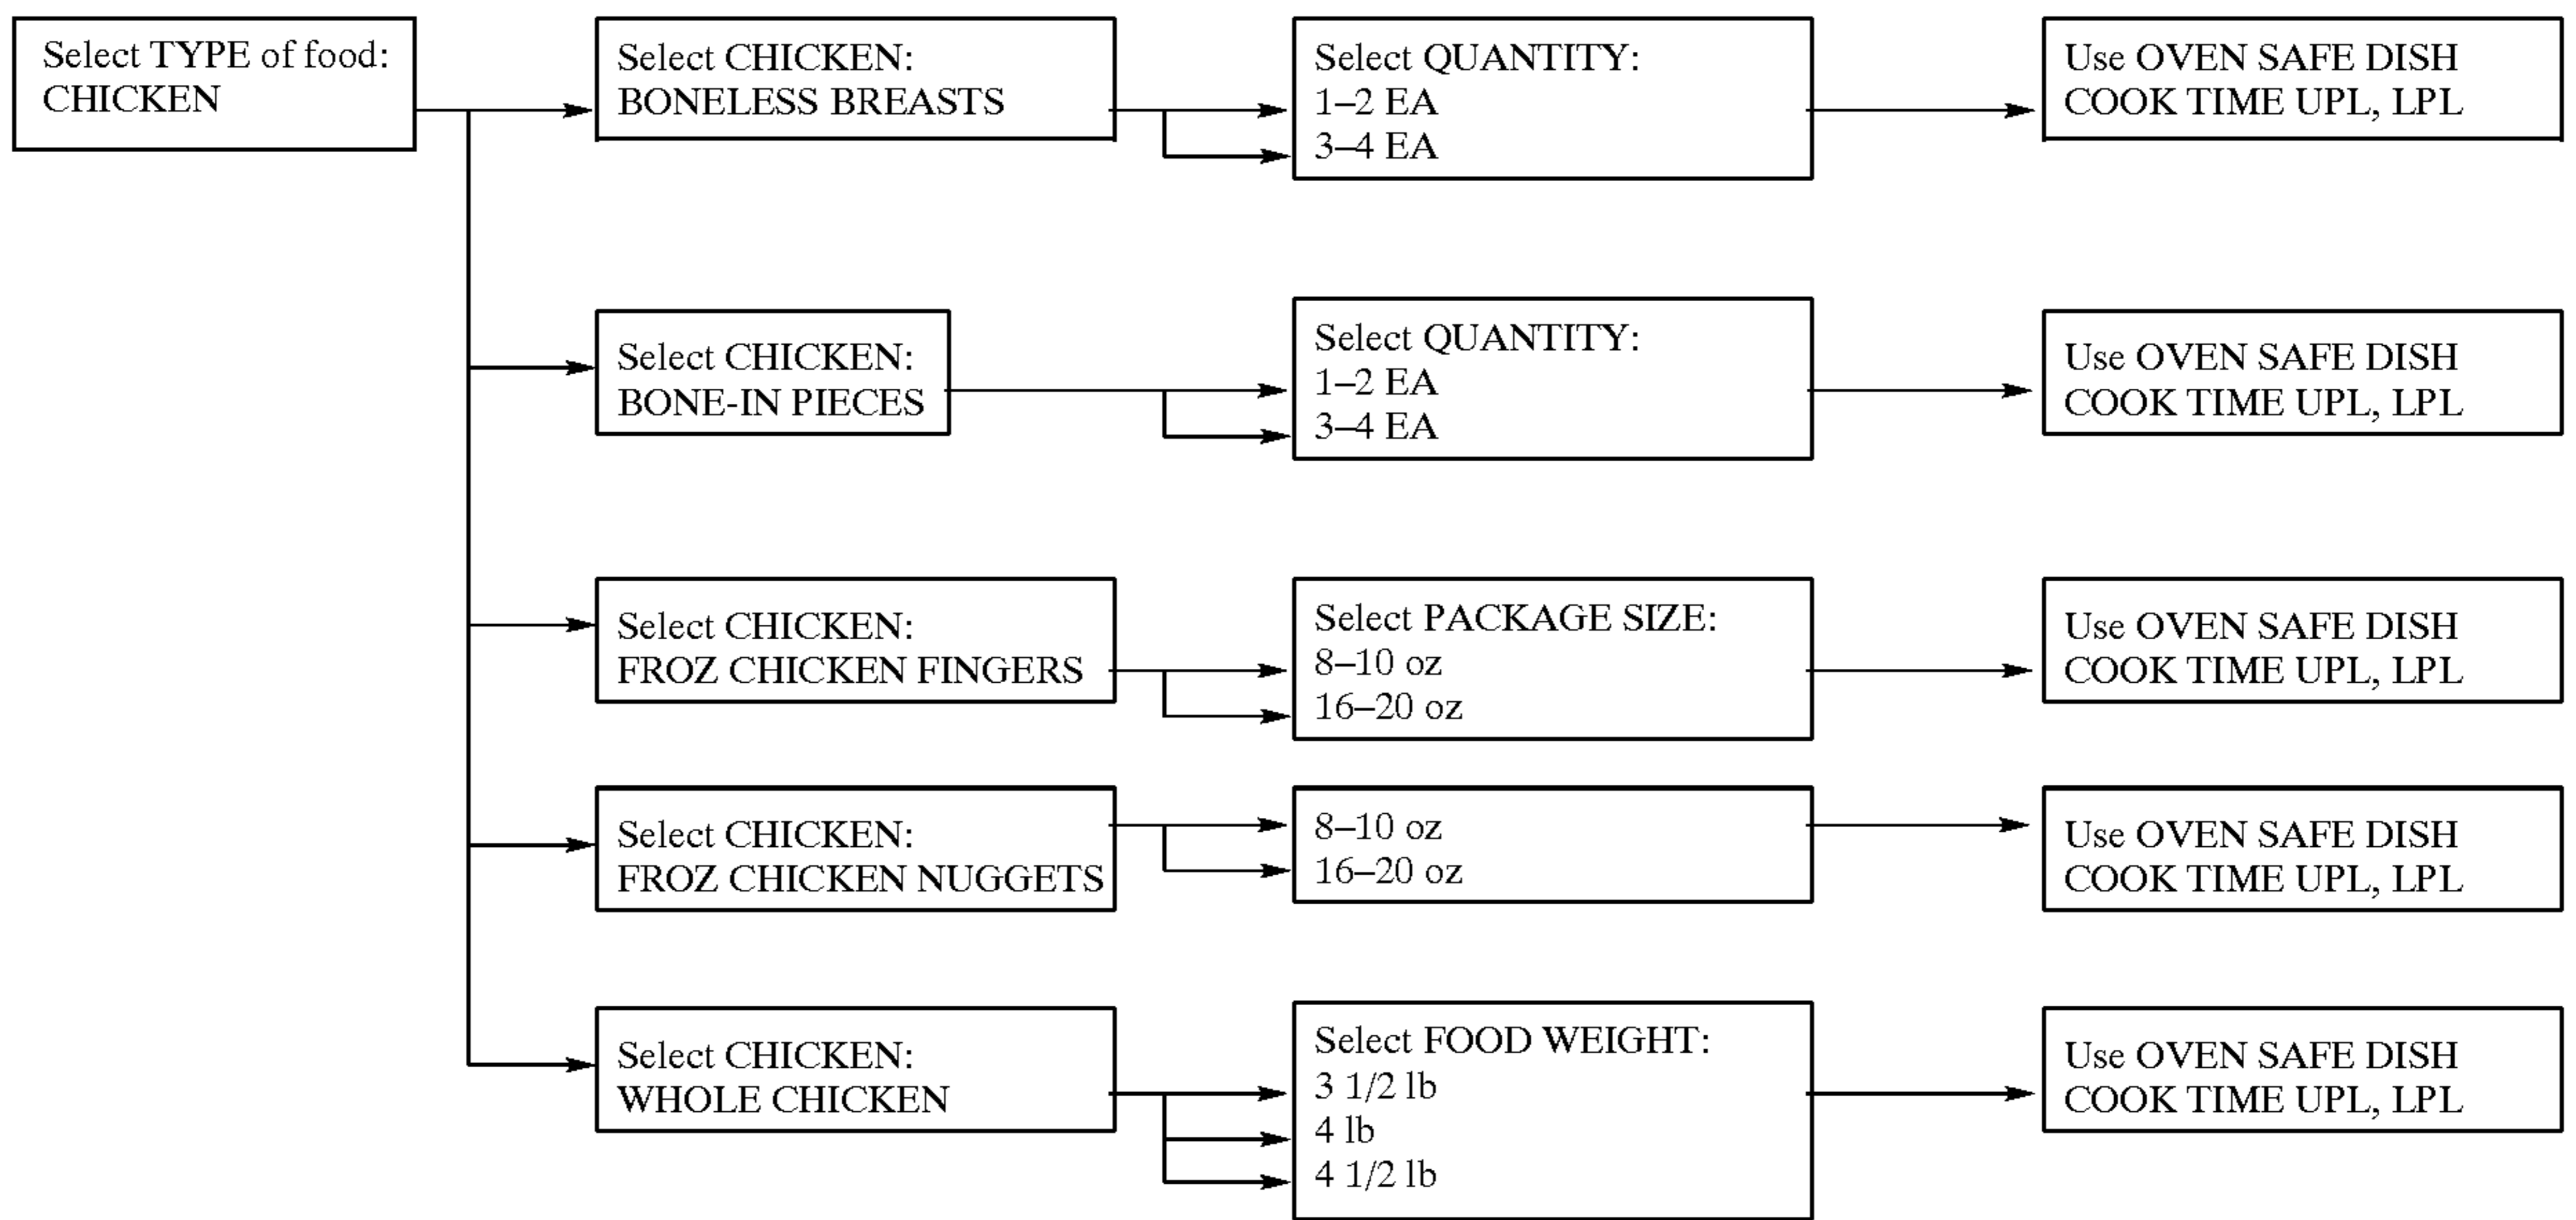 Select TYPE of food:
CHICKEN
Select CHICKEN:
BONELESS BREASTS
Select QUANTITY:
1–2 EA
3–4 EA
Use OVEN SAFE DISH
COOK TIME UPL, LPL
Select CHICKEN:
BONE-IN PIECES
Select QUANTITY:
1–2 EA
3–4 EA
Use OVEN SAFE DISH
COOK TIME UPL, LPL
Select CHICKEN:
FROZ CHICKEN FINGERS
Select PACKAGE SIZE:
8–10 oz
16–20 oz
Use OVEN SAFE DISH
COOK TIME UPL, LPL
Select CHICKEN:
FROZ CHICKEN NUGGETS
8–10 oz
16–20 oz
Use OVEN SAFE DISH
COOK TIME UPL, LPL
Select CHICKEN:
WHOLE CHICKEN
Select FOOD WEIGHT:
3 1/2 lb
4 lb
4 1/2 lb
Use OVEN SAFE DISH
COOK TIME UPL, LPL